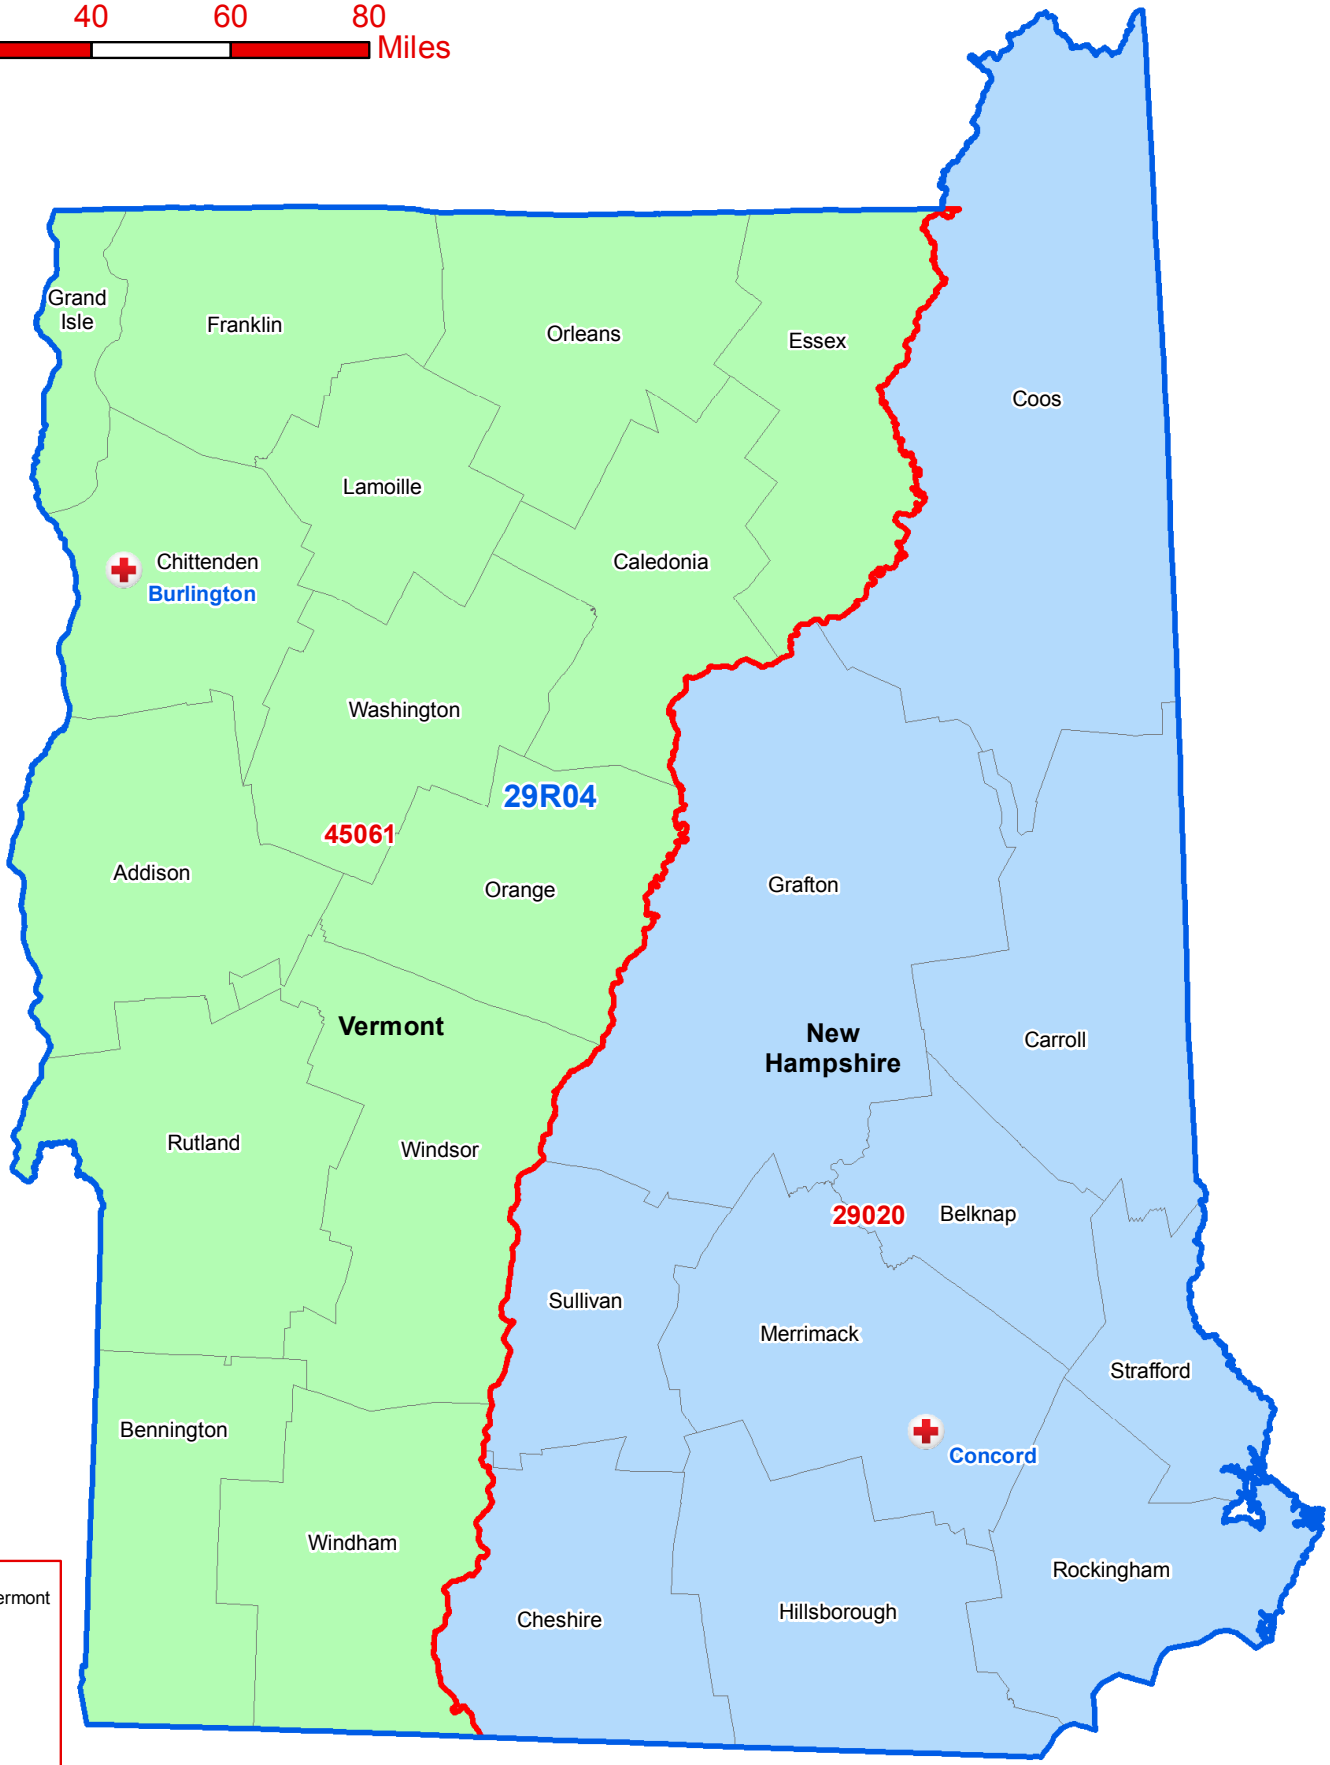 40 60 80
Miles
Grand
Isle
Franklin
Orleans
Essex
Coos
Lamoille
Chittenden
Burlington
Caledonia
Washington
29R04
45061
Addison
Orange
Grafton
Vermont
New
Hampshire
Carroll
Rutland
Windsor
29020
Belknap
Sullivan
Merrimack
Strafford
Bennington
Concord
Windham
Rockingham
ermont
Cheshire
Hillsborough